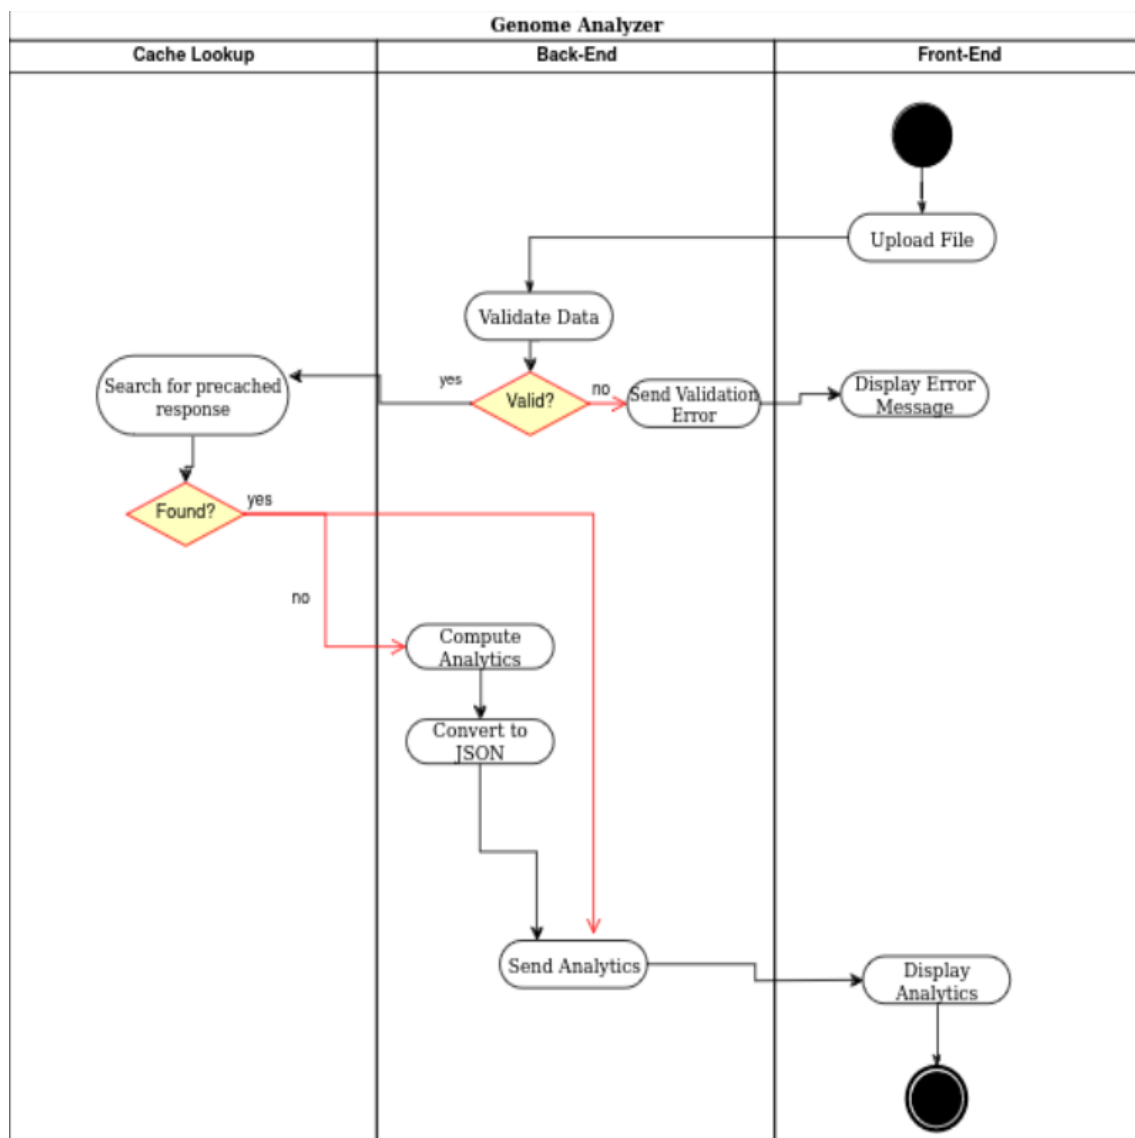 Genome Analyzer
Cache Lookup
Back-End
Front-End
Upload File
Validate Data
Search for precached
response
yes
Valid?
no
Send Validation
Error
Display Error
Message
Found?
yes
no
Compute
Analytics
Convert to
JSON
Send Analytics
Display
Analytics